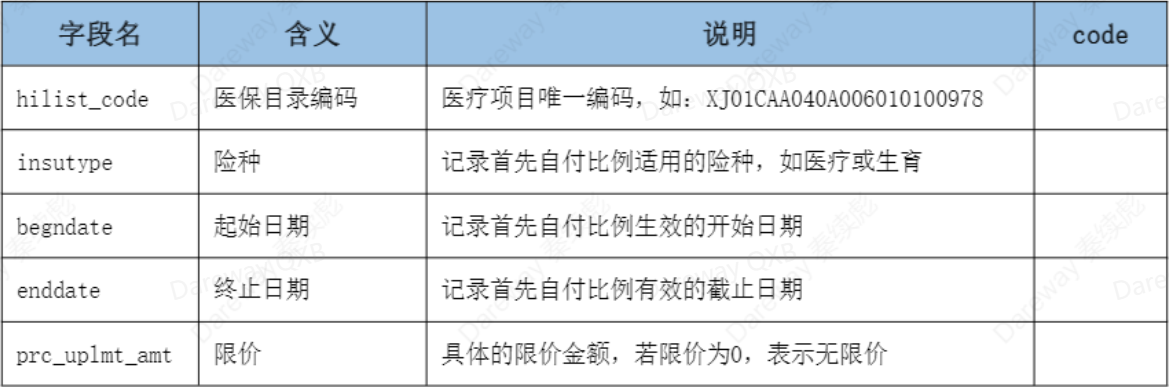 字段名 含义 说明 code
hilist_code 医保目录编码 医疗项目唯一编码，如：XJ01CAA040A006010100978
insutype 险种 记录首先自付比例适用的险种，如医疗或生育
begndate 起始日期 记录首先自付比例生效的开始日期
enddate 终止日期 记录首先自付比例有效的截止日期
prc_uplmt_amt 限价 具体的限价金额，若限价为0，表示无限价
Dareway 秦续彪
Dareway QXB